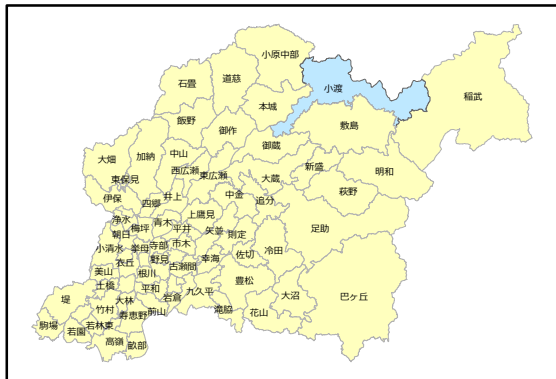 小原中部
小渡
石畳
道慈
稲武
本城
飯野
敷島
御作
御蔵
大畑
加納
中山
新盛
明和
西広瀬
東広瀬
大蔵
東保見
萩野
伊保
井上
中金
追分
四郷
上鷹見
浄水
梅坪
青木
足助
朝日
平井
矢並
則定
小清水
挙母
寺部
市木
冷田
衣丘
野見
古瀬間
幸海
佐切
美山
根川
土橋
平和
豊松
巴ケ丘
堤
竹村
大林
岩倉
九久平
大沼
駒場
若園
若林東
寿恵野
前山
滝脇
花山
高嶺
畝部